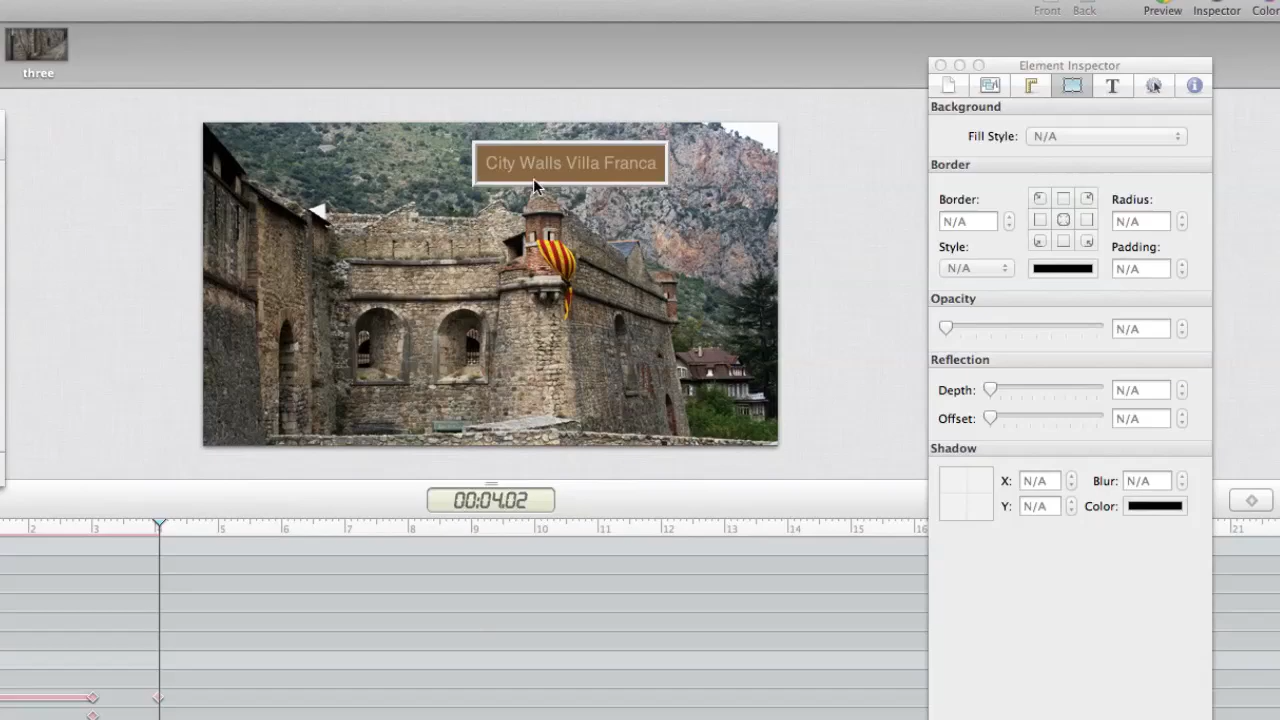 Front Back Preview Inspector
three
Element Inspector
Background
Fill Style: N/A
Border
Border: Radius:
N/A N/A
Style: Padding:
N/A N/A
Opacity
N/A
Reflection
Depth: N/A
Offset: N/A
Shadow
X: N/A Blur: N/A
Y: N/A Color:
City Walls Villa Franca
00:04.02
2 3 5 6 7 8 9 10 11 12 13 14 15 16 21